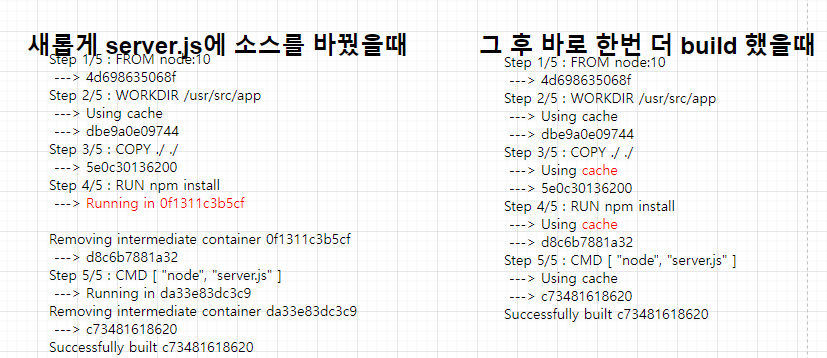 새롭게 server.js에 소스를 바꿨을때
Step 1/5 : FROM node:10
---> 4d698635068f
Step 2/5 : WORKDIR /usr/src/app
---> Using cache
---> dbe9a0e09744
Step 3/5 : COPY ./ ./
---> 5e0c30136200
Step 4/5 : RUN npm install
---> Running in 0f1311c3b5cf
Removing intermediate container 0f1311c3b5cf
---> d8c6b7881a32
Step 5/5 : CMD [ "node", "server.js" ]
---> Running in da33e83dc3c9
Removing intermediate container da33e83dc3c9
---> c73481618620
Successfully built c73481618620
그 후 바로 한번 더 build 했을때
Step 1/5 : FROM node:10
---> 4d698635068f
Step 2/5 : WORKDIR /usr/src/app
---> Using cache
---> dbe9a0e09744
Step 3/5 : COPY ./ ./
---> Using cache
---> 5e0c30136200
Step 4/5 : RUN npm install
---> Using cache
---> d8c6b7881a32
Step 5/5 : CMD [ "node", "server.js" ]
---> Using cache
---> c73481618620
Successfully built c73481618620